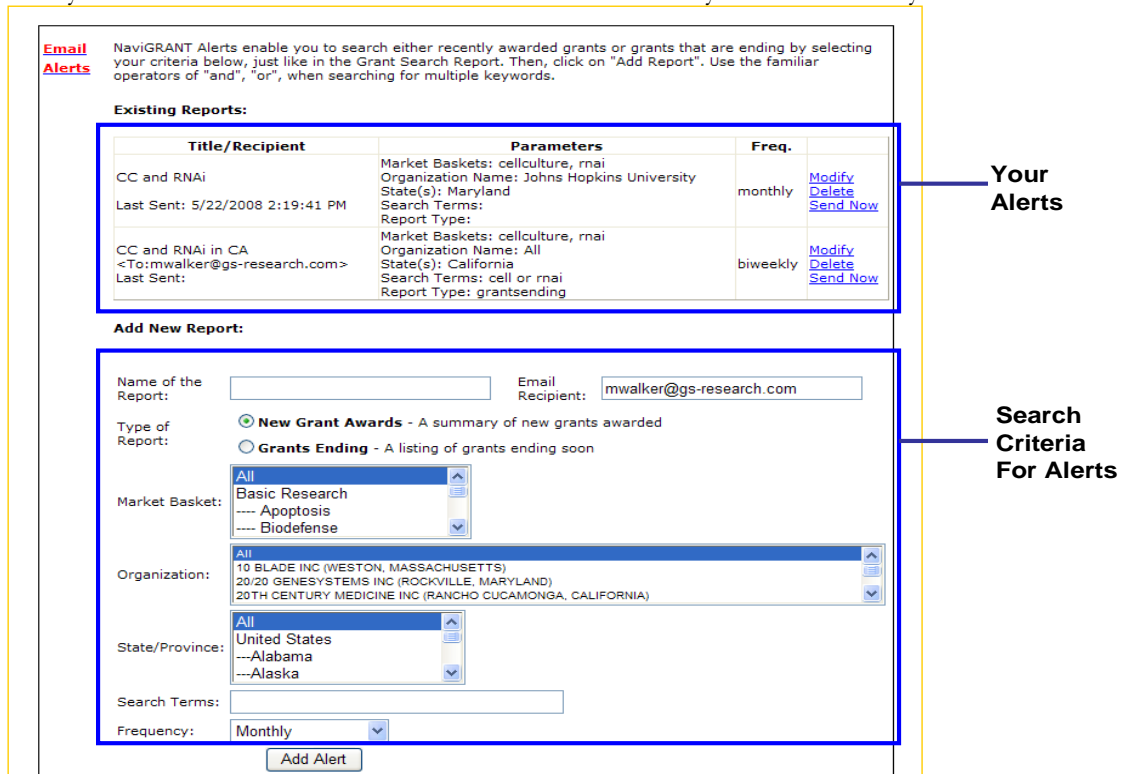 Email
Alerts
NaviGRANT Alerts enable you to search either recently awarded grants or grants that are ending by selecting
your criteria below, just like in the Grant Search Report. Then, click on "Add Report". Use the familiar
operators of "and", "or", when searching for multiple keywords.
Existing Reports:
Title/Recipient Parameters Freq.
CC and RNAi
Last Sent: 5/22/2008 2:19:41 PM
Market Baskets: cellculture, rnai
Organization Name: Johns Hopkins University
State(s): Maryland
Search Terms:
Report Type:
monthly
Modify
Delete
Send Now
CC and RNAi in CA
<To:mwalker@gs-research.com>
Last Sent:
Market Baskets: cellculture, rnai
Organization Name: All
State(s): California
Search Terms: cell or rnai
Report Type: grantsending
biweekly
Modify
Delete
Send Now
Your
Alerts
Add New Report:
Name of the
Report:
Email
Recipient:
mwalker@gs-research.com
Type of
Report:
New Grant Awards - A summary of new grants awarded
Grants Ending - A listing of grants ending soon
Market Basket:
All
Basic Research
---- Apoptosis
---- Biodefense
Organization:
All
10 BLADE INC (WESTON, MASSACHUSETTS)
20/20 GENESYSTEMS INC (ROCKVILLE, MARYLAND)
20TH CENTURY MEDICINE INC (RANCHO CUCAMONGA, CALIFORNIA)
State/Province:
All
United States
---Alabama
---Alaska
Search Terms:
Frequency: Monthly
Add Alert
Search
Criteria
For Alerts